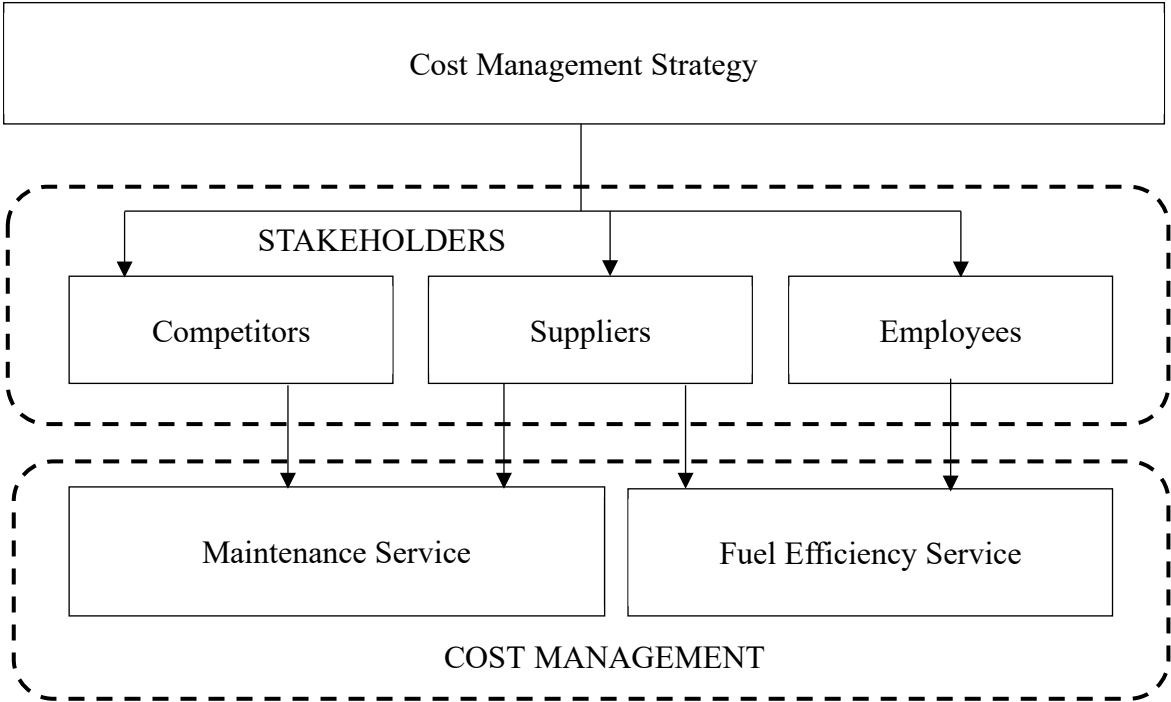 Cost Management Strategy
STAKEHOLDERS
Competitors
Suppliers
Employees
Maintenance Service
Fuel Efficiency Service
COST MANAGEMENT